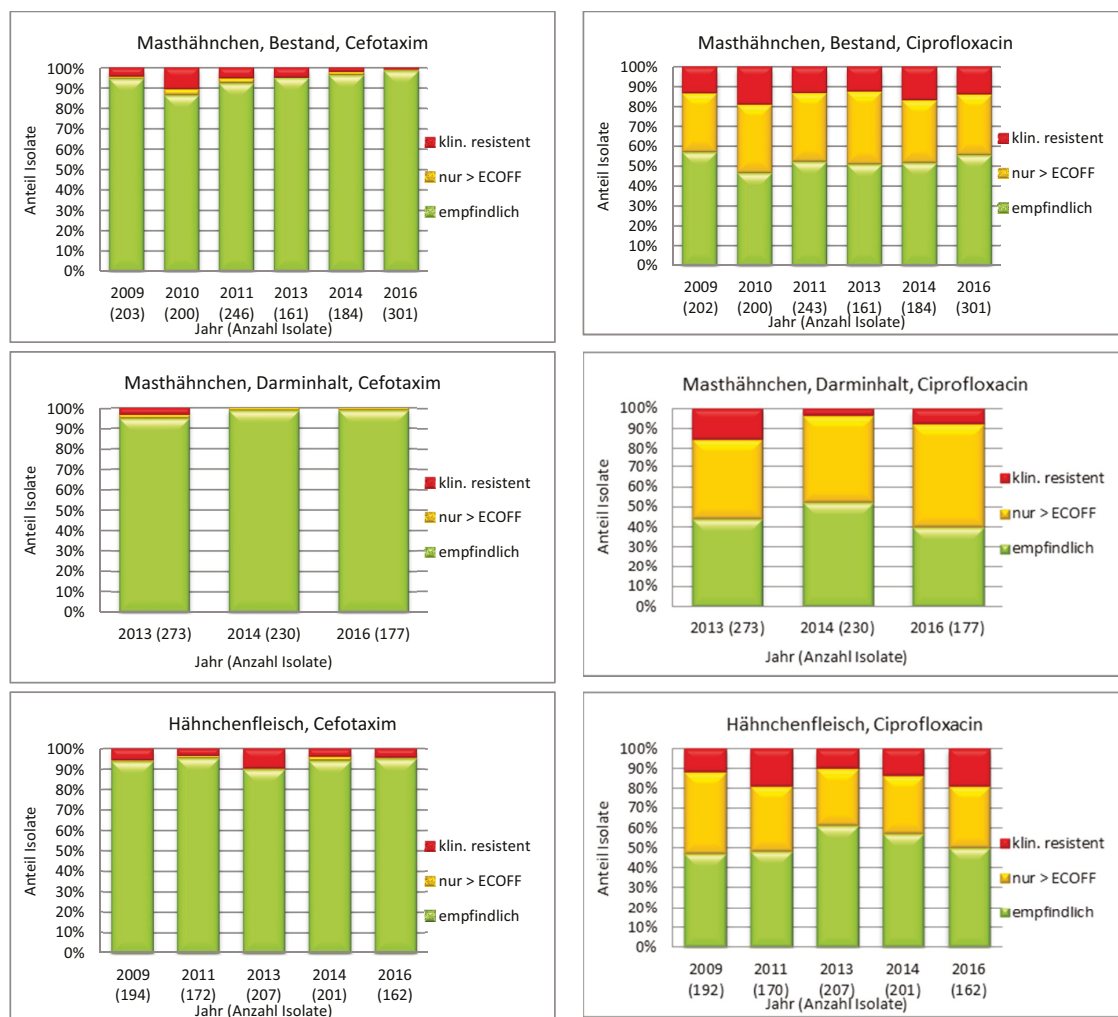 Masthähnchen, Bestand, Cefotaxim
Anteil Isolate
100%
90%
80%
70%
60%
50%
40%
30%
20%
10%
0%
2009 2010 2011 2013 2014 2016
(203) (200) (246) (161) (184) (301)
Jahr (Anzahl Isolate)
klin. resistent
nur > ECOFF
empfindlich
Masthähnchen, Bestand, Ciprofloxacin
Anteil Isolate
100%
90%
80%
70%
60%
50%
40%
30%
20%
10%
0%
2009 2010 2011 2013 2014 2016
(202) (200) (243) (161) (184) (301)
Jahr (Anzahl Isolate)
klin. resistent
nur > ECOFF
empfindlich
Masthähnchen, Darminhalt, Cefotaxim
Anteil Isolate
100%
90%
80%
70%
60%
50%
40%
30%
20%
10%
0%
2013 (273) 2014 (230) 2016 (177)
Jahr (Anzahl Isolate)
klin. resistent
nur > ECOFF
empfindlich
Masthähnchen, Darminhalt, Ciprofloxacin
Anteil Isolate
100%
90%
80%
70%
60%
50%
40%
30%
20%
10%
0%
2013 (273) 2014 (230) 2016 (177)
Jahr (Anzahl Isolate)
klin. resistent
nur > ECOFF
empfindlich
Hähnchenfleisch, Cefotaxim
Anteil Isolate
100%
90%
80%
70%
60%
50%
40%
30%
20%
10%
0%
2009 2011 2013 2014 2016
(194) (172) (207) (201) (162)
Jahr (Anzahl Isolate)
klin. resistent
nur > ECOFF
empfindlich
Hähnchenfleisch, Ciprofloxacin
Anteil Isolate
100%
90%
80%
70%
60%
50%
40%
30%
20%
10%
0%
2009 2011 2013 2014 2016
(192) (170) (207) (201) (162)
Jahr (Anzahl Isolate)
klin. resistent
nur > ECOFF
empfindlich